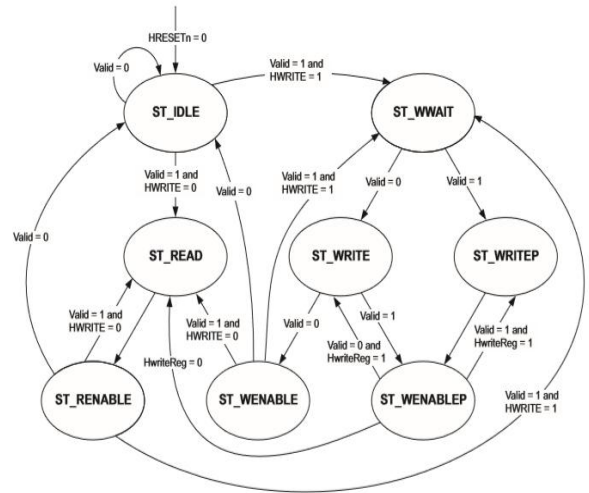 HRESETn = 0
Valid = 0
Valid = 1 and
HWRITE = 1
ST_IDLE
ST_WWAIT
Valid = 1 and
HWRITE = 0
Valid = 0
Valid = 1 and
HWRITE = 1
Valid = 0
Valid = 1
Valid = 0
ST_READ
ST_WRITE
ST_WRITEP
Valid = 1 and
HWRITE = 0
Valid = 1 and
HWRITE = 0
Valid = 0
Valid = 1
Valid = 0 and
HwriteReg = 1
Valid = 1 and
HwriteReg = 1
HwriteReg = 0
ST_RENABLE
ST_WENABLE
ST_WENABLEP
Valid = 1 and
HWRITE = 1